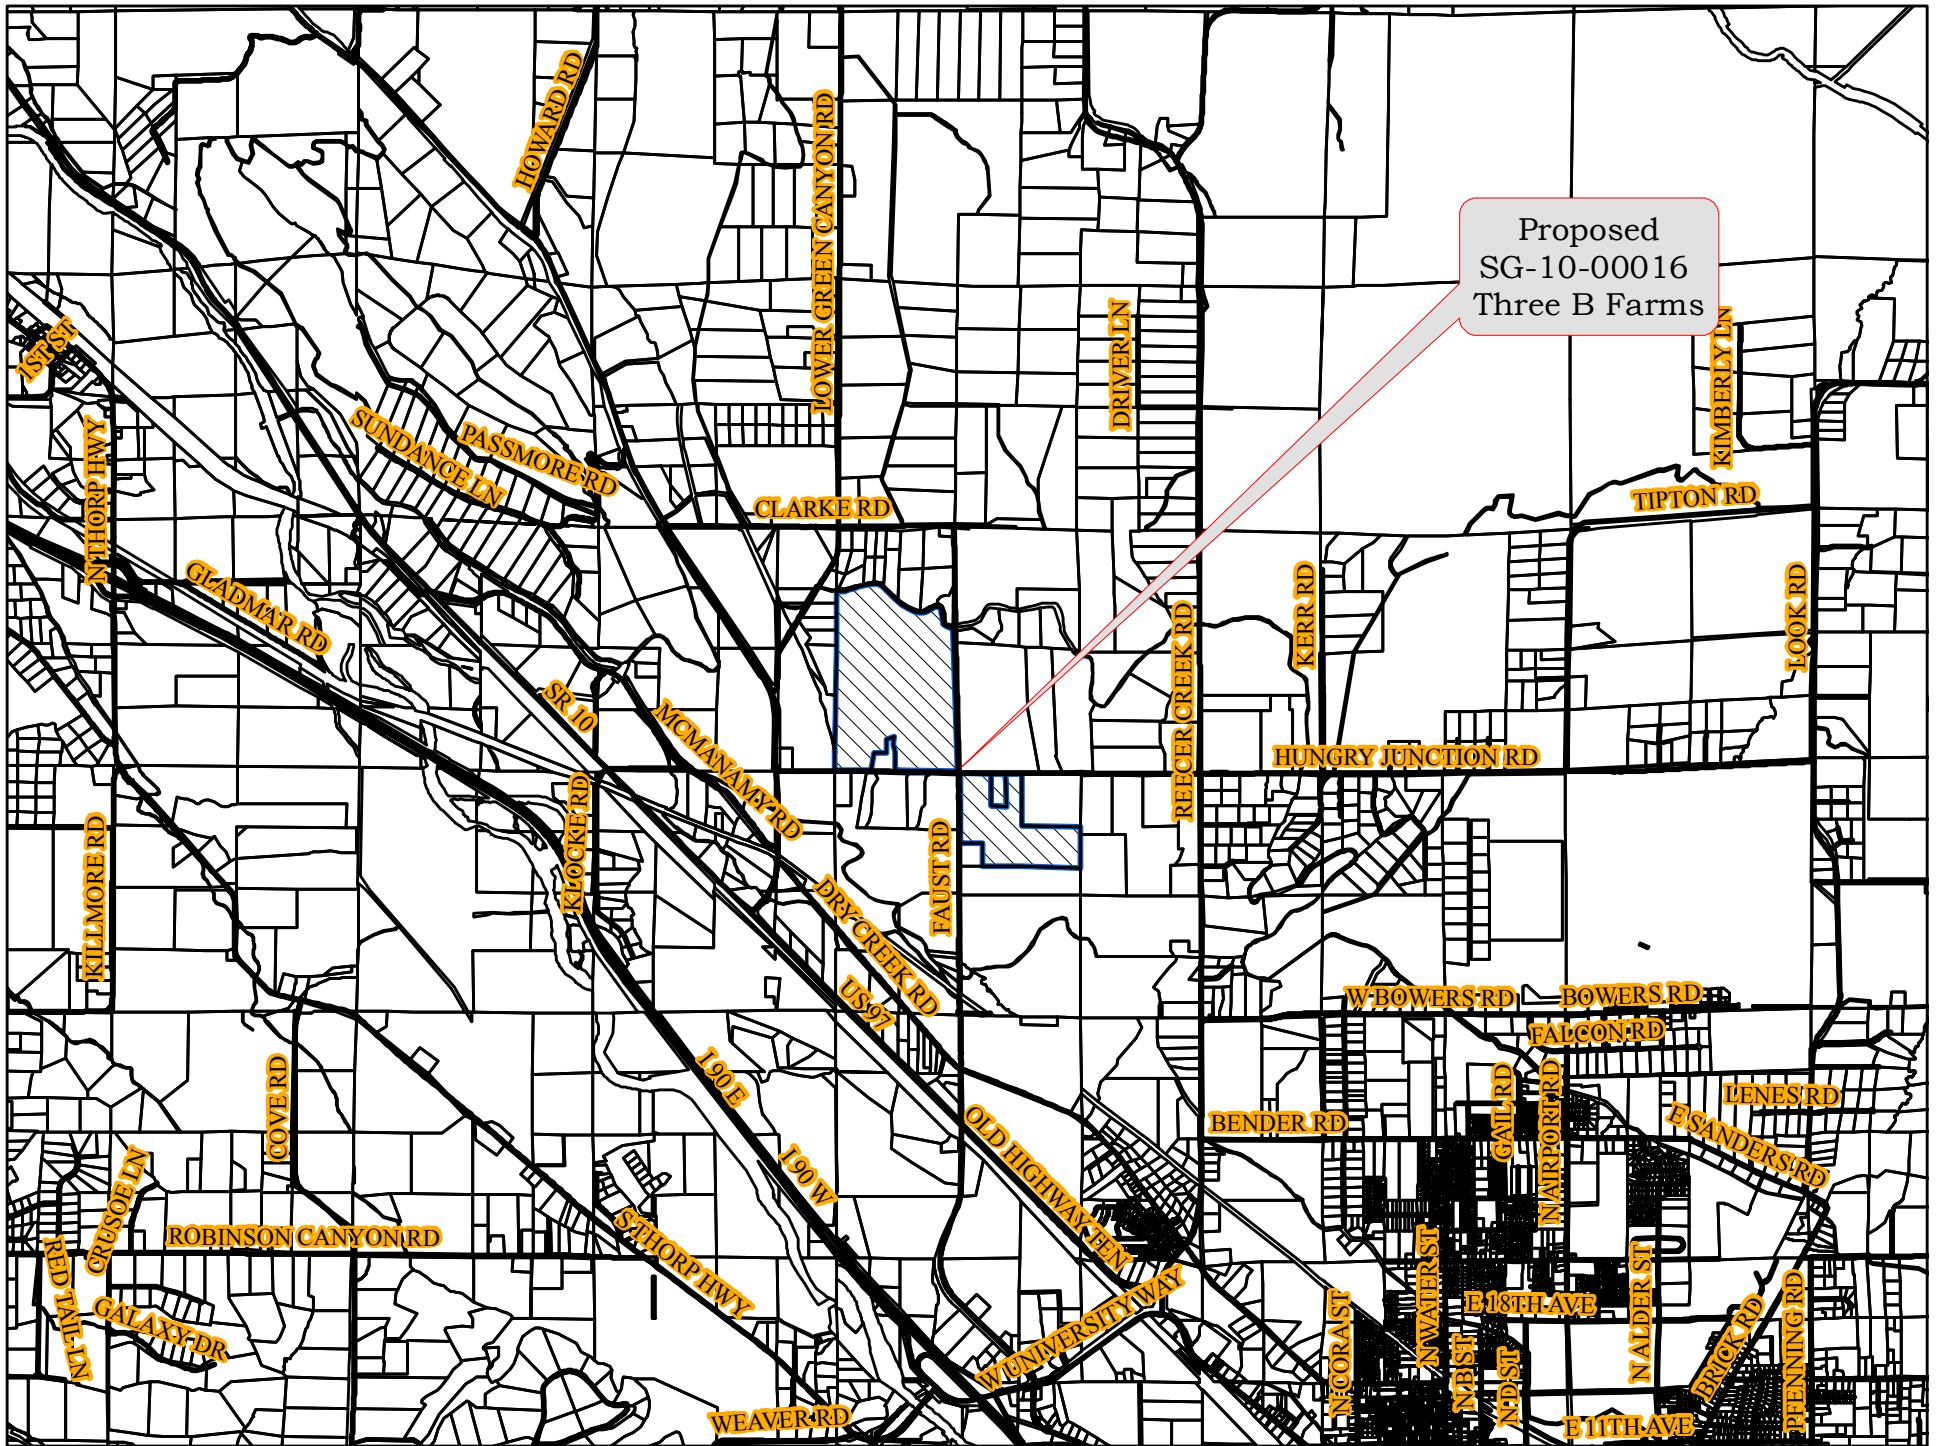 HOWARD RD
LOWER GREEN CANYON RD
Proposed
SG-10-00016
Three B Farms
1ST ST
DRIVER LN
KIMBERLY LN
N THORP HWY
SUNDANCE LN
PASSMORE RD
CLARKE RD
TIPTON RD
GLADMAR RD
KERR RD
LOOK RD
REECER CREEK RD
SR 10
MCMANAMY RD
HUNGRY JUNCTION RD
KLOCKE RD
KILLMORE RD
FAUST RD
DRY CREEK RD
US 97
W BOWERS RD
BOWERS RD
FALCON RD
COVE RD
I 90 E
GAIL RD
N AIRPORT RD
LENES RD
BENDER RD
E SANDERS RD
OLD HIGHWAY TEN
I 90 W
CRUSOE LN
ROBINSON CANYON RD
RED TAIL LN
S THORP HWY
GALAXY DR
W UNIVERSITY WAY
N CORA ST
N WATER ST
E 18TH AVE
N ALDER ST
N B ST
N D ST
BRICK RD
PFENNING RD
WEAVER RD
E 11TH AVE